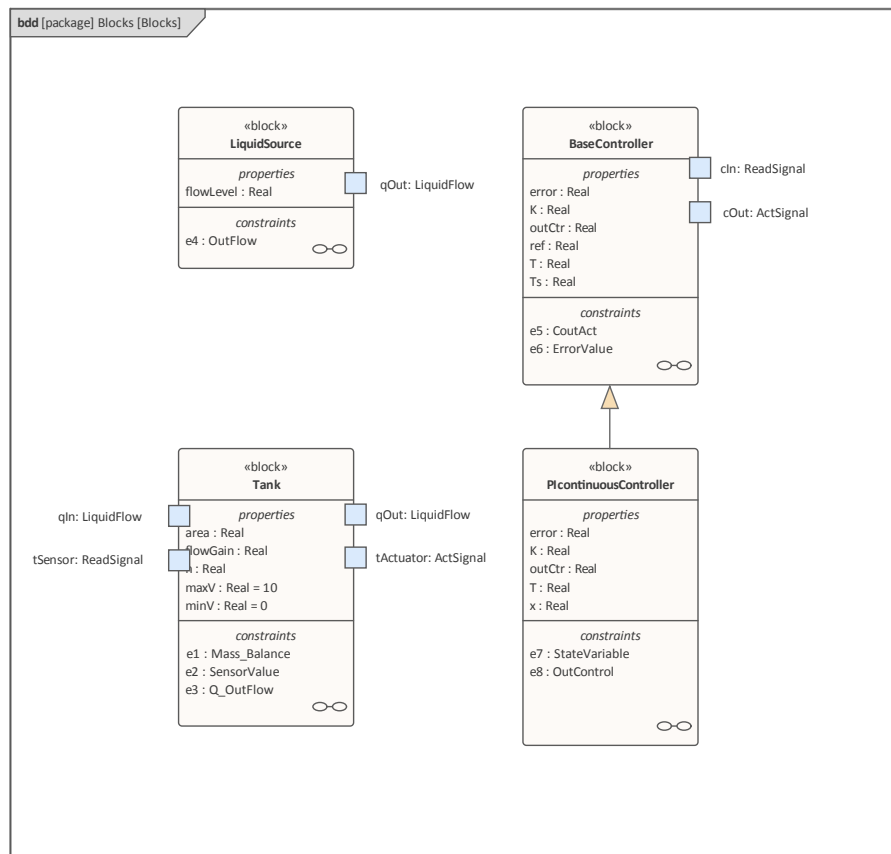 bdd [package] Blocks [Blocks]
«block»
LiquidSource
properties
flowLevel : Real
constraints
e4 : OutFlow
qOut: LiquidFlow
«block»
BaseController
properties
error : Real
K : Real
outCtr : Real
ref : Real
T : Real
Ts : Real
constraints
e5 : CoutAct
e6 : ErrorValue
cIn: ReadSignal
cOut: ActSignal
«block»
Tank
properties
area : Real
flowGain : Real
: Real
maxV : Real = 10
minV : Real = 0
constraints
e1 : Mass_Balance
e2 : SensorValue
e3 : Q_OutFlow
qIn: LiquidFlow
tSensor: ReadSignal
qOut: LiquidFlow
tActuator: ActSignal
«block»
PIcontinuousController
properties
error : Real
K : Real
outCtr : Real
T : Real
x : Real
constraints
e7 : StateVariable
e8 : OutControl